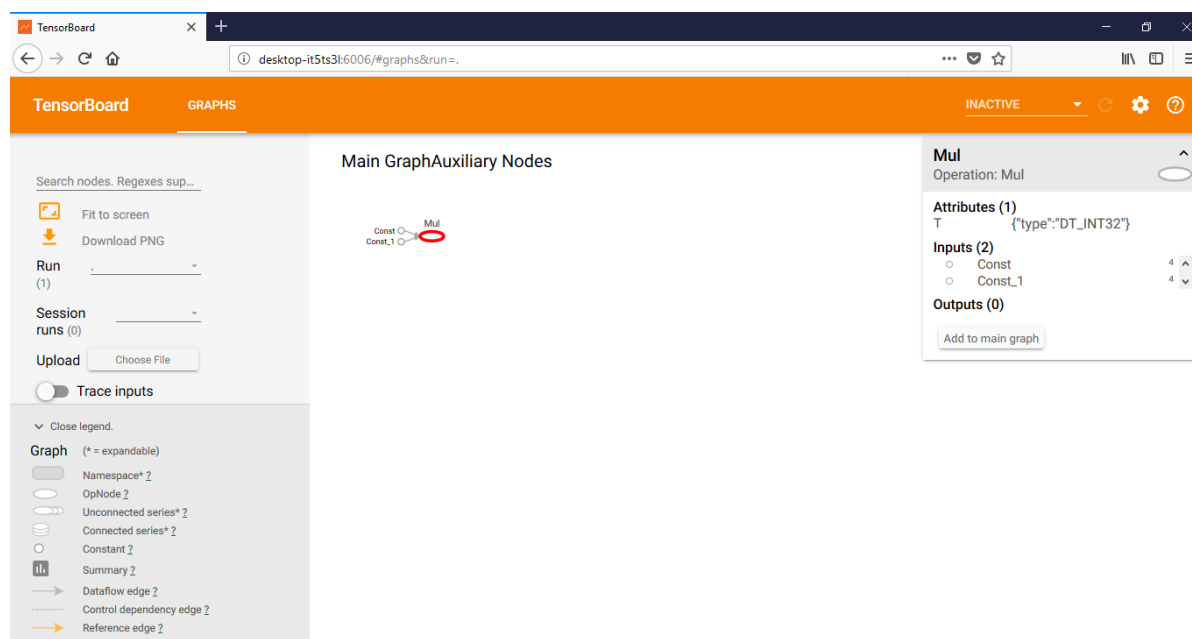 TensorBoard
desktop-it5ts3l:6006/#graphs&run=.
TensorBoard GRAPHS INACTIVE
Search nodes. Regexes sup...
Fit to screen
Download PNG
Run .
(1)
Session
runs (0)
Upload Choose File
Trace inputs
Close legend.
Graph (* = expandable)
Namespace* ?
OpNode ?
Unconnected series* ?
Connected series* ?
Constant ?
Summary ?
Dataflow edge ?
Control dependency edge ?
Reference edge ?
Main GraphAuxiliary Nodes
Mul
Const
Const_1
Mul
Operation: Mul
Attributes (1)
T {"type":"DT_INT32"}
Inputs (2)
Const 4
Const_1 4
Outputs (0)
Add to main graph